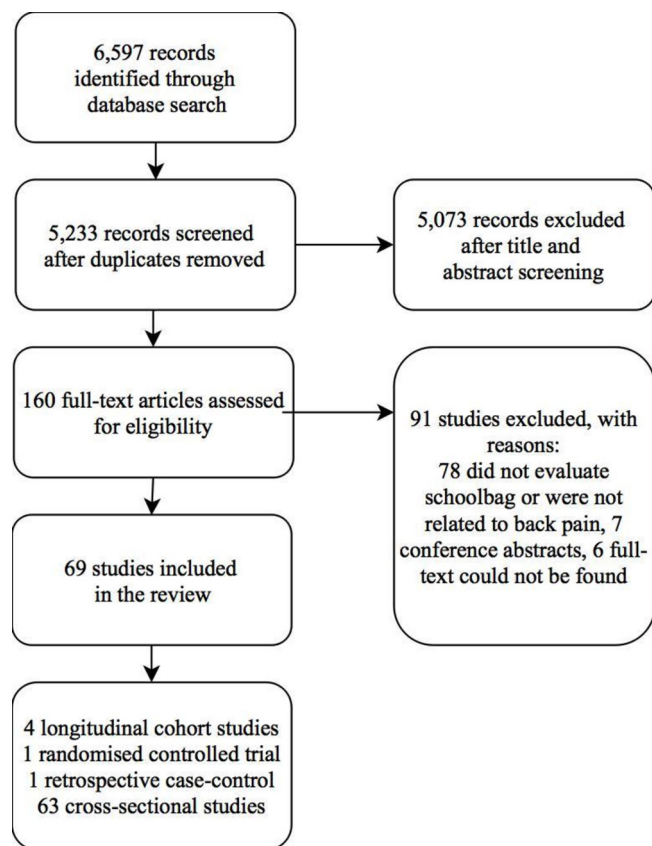 6,597 records
identified through
database search
5,233 records screened
after duplicates removed
5,073 records excluded
after title and
abstract screening
160 full-text articles assessed
for eligibility
91 studies excluded, with
reasons:
78 did not evaluate
schoolbag or were not
related to back pain, 7
conference abstracts, 6 full-
text could not be found
69 studies included
in the review
4 longitudinal cohort studies
1 randomised controlled trial
1 retrospective case-control
63 cross-sectional studies